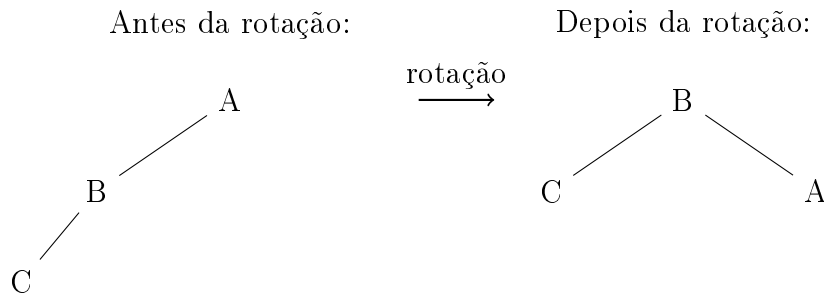 Antes da rotação:
Depois da rotação:
rotação
A
B
B
C
A
C